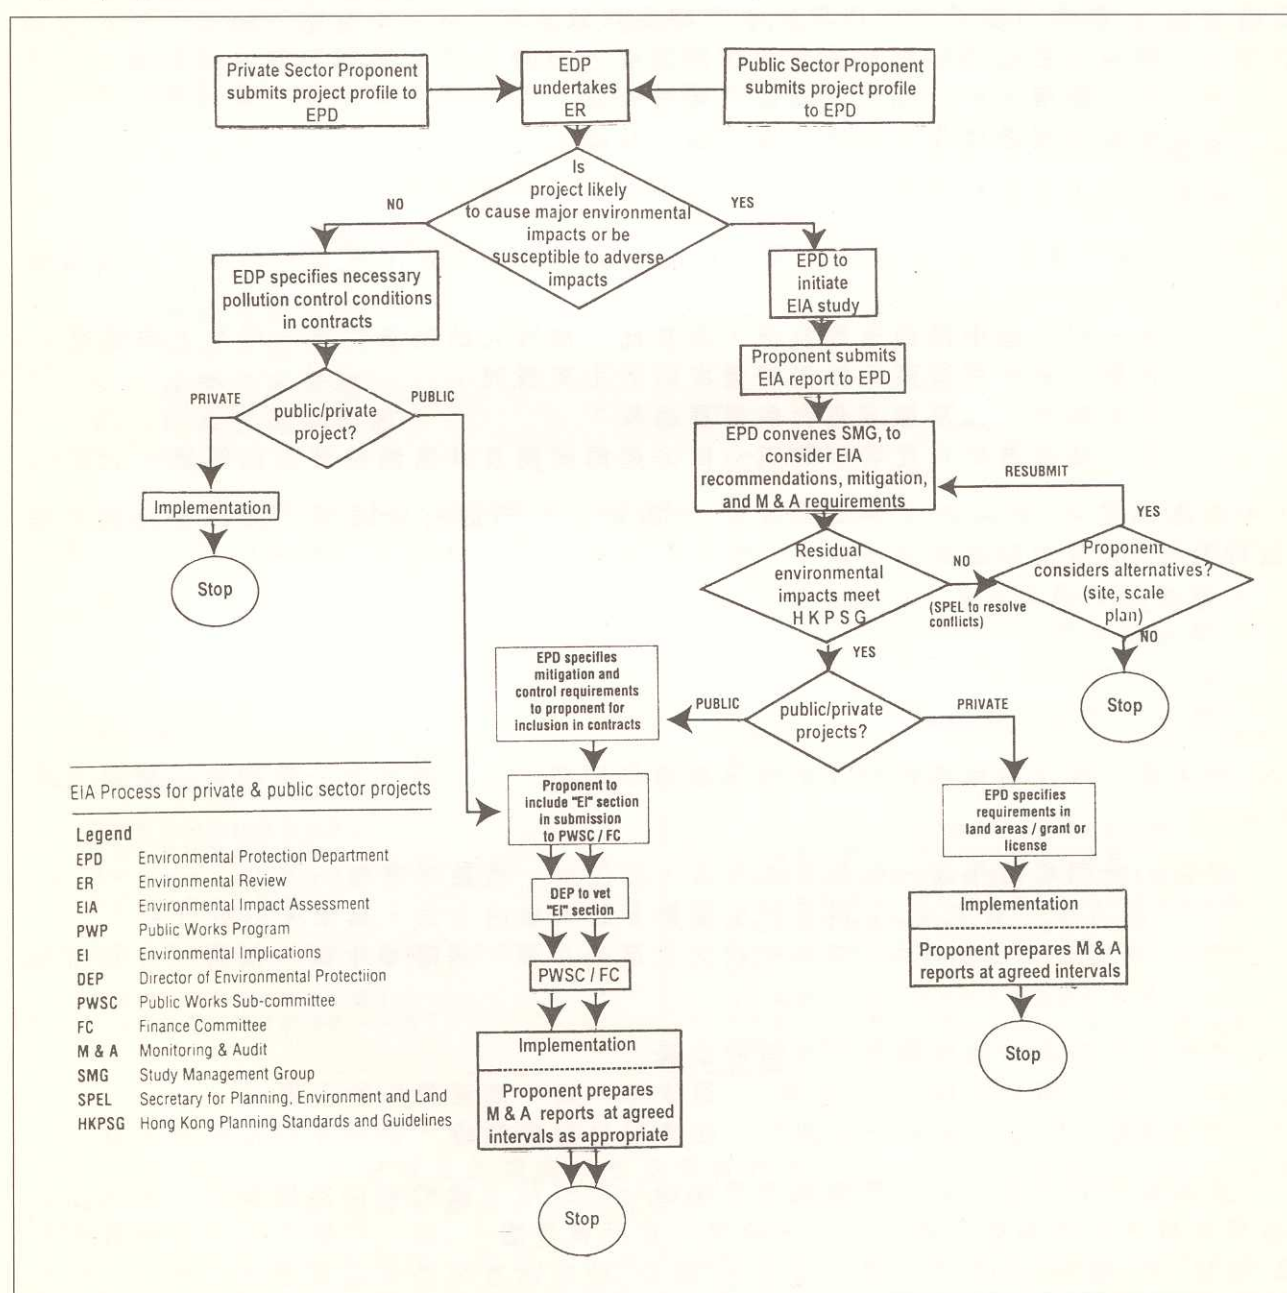 Private Sector Proponent
submits project profile to
EPD
EDP
undertakes
ER
Public Sector Proponent
submits project profile
to EPD
Is
project likely
to cause major environmental
impacts or be
susceptible to adverse
impacts
NO
YES
EDP specifies necessary
pollution control conditions
in contracts
EPD to
initiate
EIA study
Proponent submits
EIA report to EPD
PRIVATE
public/private
project?
PUBLIC
EPD convenes SMG, to
consider EIA
recommendations, mitigation,
and M & A requirements
RESUBMIT
Implementation
Stop
YES
Residual
environmental
impacts meet
H K P S G
NO
(SPEL to resolve
conflicts)
Proponent
considers alternatives?
(site, scale
plan)
NO
Stop
YES
EPD specifies
mitigation and
control requirements
to proponent for
inclusion in contracts
PUBLIC
public/private
projects?
PRIVATE
Proponent to
include "EI" section
in submission
to PWSC / FC
EPD specifies
requirements in
land areas / grant or
license
DEP to vet
"EI" section
PWSC / FC
Implementation
Proponent prepares M & A
reports at agreed intervals
Stop
Implementation
Proponent prepares
M & A reports at agreed
intervals as appropriate
Stop
EIA Process for private & public sector projects
Legend
EPD Environmental Protection Department
ER Environmental Review
EIA Environmental Impact Assessment
PWP Public Works Program
EI Environmental Implications
DEP Director of Environmental Protectiion
PWSC Public Works Sub-committee
FC Finance Committee
M & A Monitoring & Audit
SMG Study Management Group
SPEL Secretary for Planning, Environment and Land
HKPSG Hong Kong Planning Standards and Guidelines